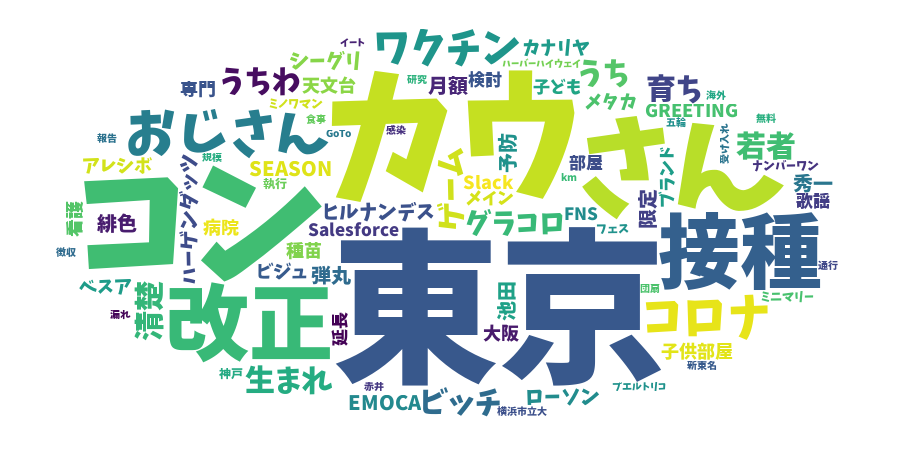 イート
ワクチン
カナリヤ
シーグリ
ハーバーハイウェイ
うちわ
専門
天文台
研究
月額
検討
子ども
うち
育ち
ミノワマン
メタカ
海外
GREETING
カウさん
おじさん
食事
GoTo
感染
報告
五輪
無料
受け入れ
若者
予防
部屋
ナンバーワン
アレシボ
規模
SEASON
執行
トーム
Slack
メイン
km
ブランド
秀一
歌謡
限定
コン
ハーゲンダッツ
看護
緋色
病院
ヒルナンデス
Salesforce
グラコロ
FNS
フェス
接種
徴収
種苗
東京
通行
ビジュ
弾丸
ベスア
清楚
改正
池田
団扇
ミニマリー
コロナ
漏れ
延長
大阪
子供部屋
新東名
神戸
生まれ
赤井
プエルトリコ
EMOCA
ビッチ
ローソン
横浜市立大